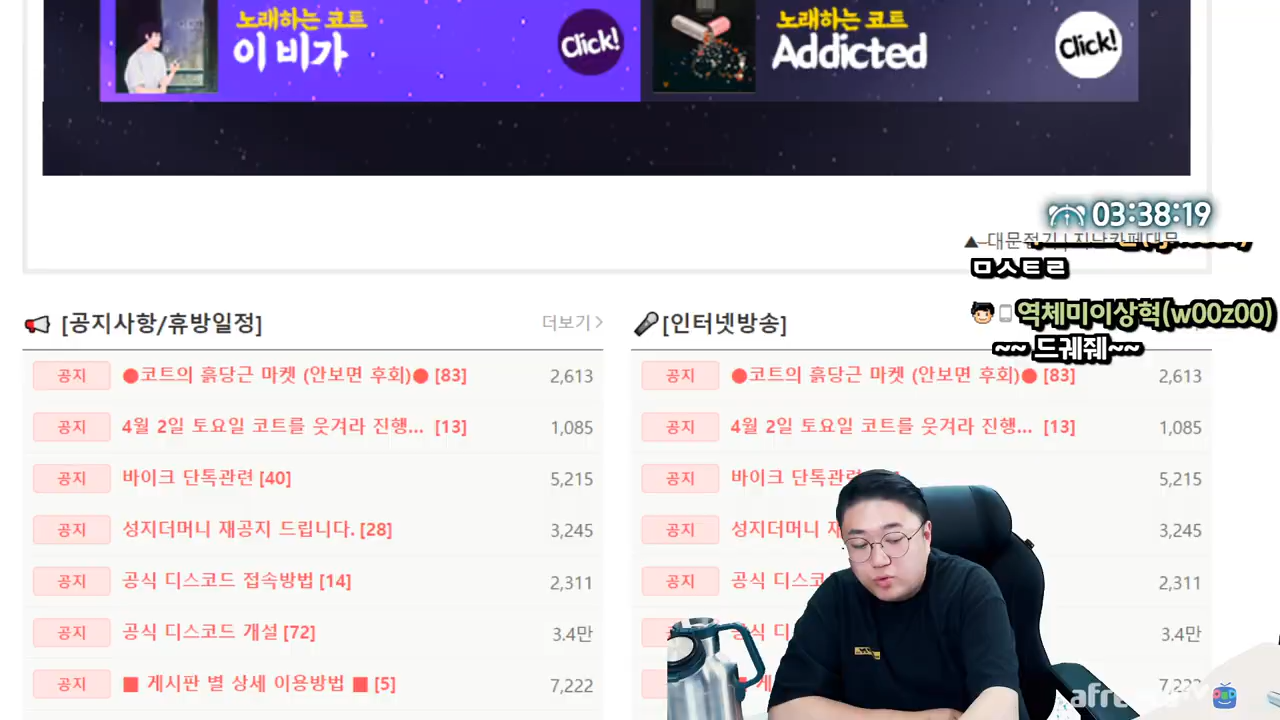 노래하는 코트
이 비가
Click!
노래하는 코트
Addicted
Click!
03:38:19
ㅁㅅㅌㄹ
역체미이상혁(w00z00)
~~ 드궤줴~~
[공지사항/휴방일정]
더보기
공지 ●코트의 흙당근 마켓 (안보면 후회)● [83] 2,613
공지 4월 2일 토요일 코트를 웃겨라 진행... [13] 1,085
공지 바이크 단톡관련 [40] 5,215
공지 성지더머니 재공지 드립니다. [28] 3,245
공지 공식 디스코드 접속방법 [14] 2,311
공지 공식 디스코드 개설 [72] 3.4만
공지 ■ 게시판 별 상세 이용방법 ■ [5] 7,222
[인터넷방송]
공지 ●코트의 흙당근 마켓 (안보면 후회)● [83] 2,613
공지 4월 2일 토요일 코트를 웃겨라 진행... [13] 1,085
공지 바이크 단톡관련 5,215
공지 성지더머니 3,245
공지 공식 디스코 2,311
3.4만
7,222